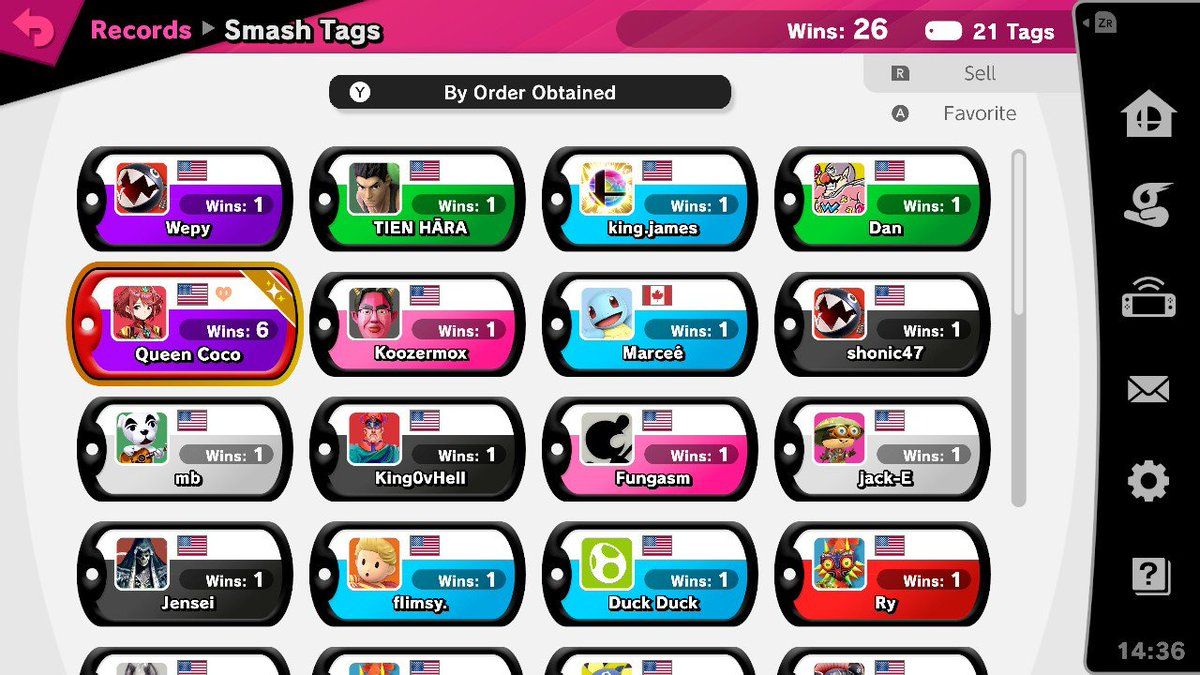 Records ▶ Smash Tags
Wins: 26
21 Tags
ZR
Y By Order Obtained
R Sell
A Favorite
Wins: 1
Wepy
Wins: 1
TIEN HĀRA
Wins: 1
king.james
Wins: 1
Dan
Wins: 6
Queen Coco
Wins: 1
Koozermox
Wins: 1
Marceé
Wins: 1
shonic47
Wins: 1
mb
Wins: 1
King0vHell
Wins: 1
Fungasm
Wins: 1
jack-E
Wins: 1
Jensei
Wins: 1
flimsy.
Wins: 1
Duck Duck
Wins: 1
Ry
?
14:36